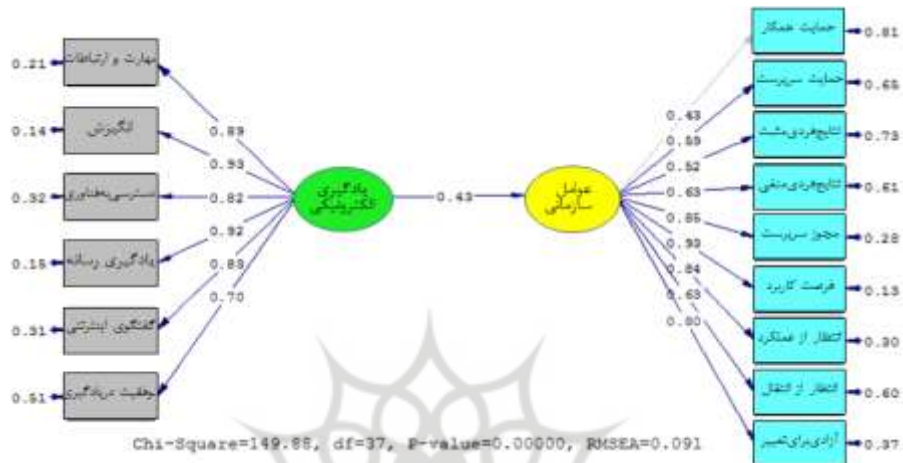 مهارت و ارتباطات
0.21
انگیزش
0.14
دسترسی‌به‌فناوری
0.32
یادگیری رسانه
0.15
گفتگوی اینترنتی
0.31
موفقیت دریادگیری
0.51
0.89
0.93
0.82
0.92
0.83
0.70
یادگیری
الکترونیکی
0.43
عوامل
سازمانی
0.43
0.59
0.52
0.63
0.85
0.93
0.84
0.63
0.80
حمایت همکار
0.81
حمایت سرپرست
0.65
نتایج‌فردی‌مثبت
0.73
نتایج‌فردی‌منفی
0.61
مجوز سرپرست
0.28
فرصت کاربرد
0.13
انتظار از عملکرد
0.30
انتظار از انتقال
0.60
آزادی‌برای‌تغییر
0.37
Chi-Square=149.88, df=37, P-value=0.00000, RMSEA=0.091